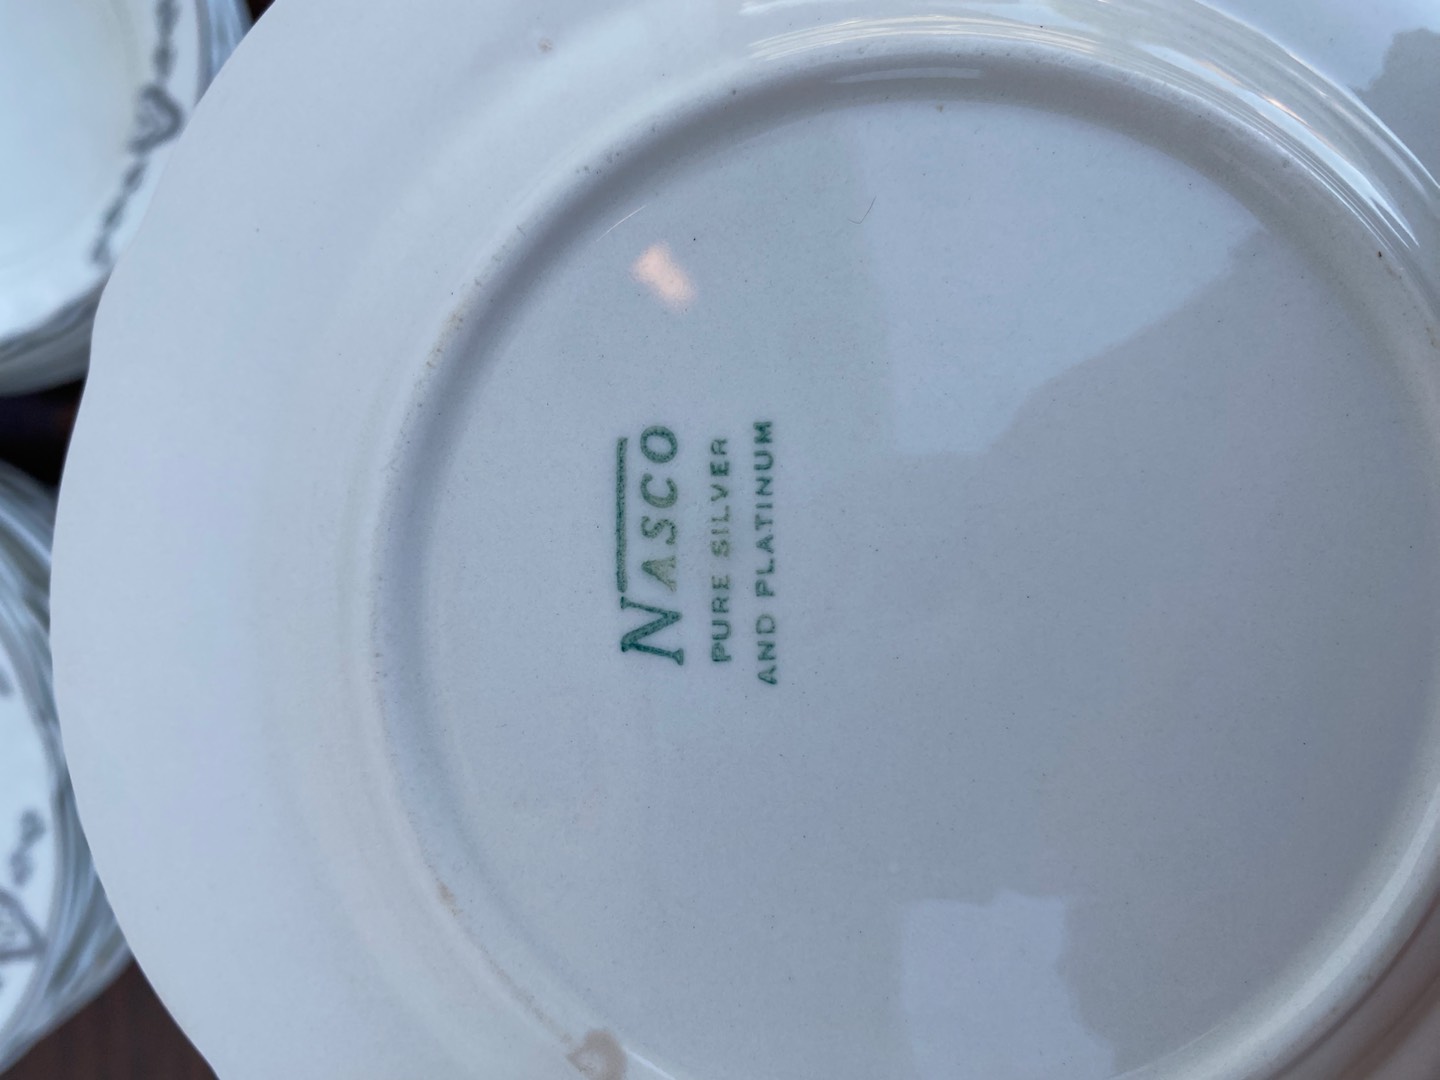 NASCO
PURE SILVER
AND PLATINUM